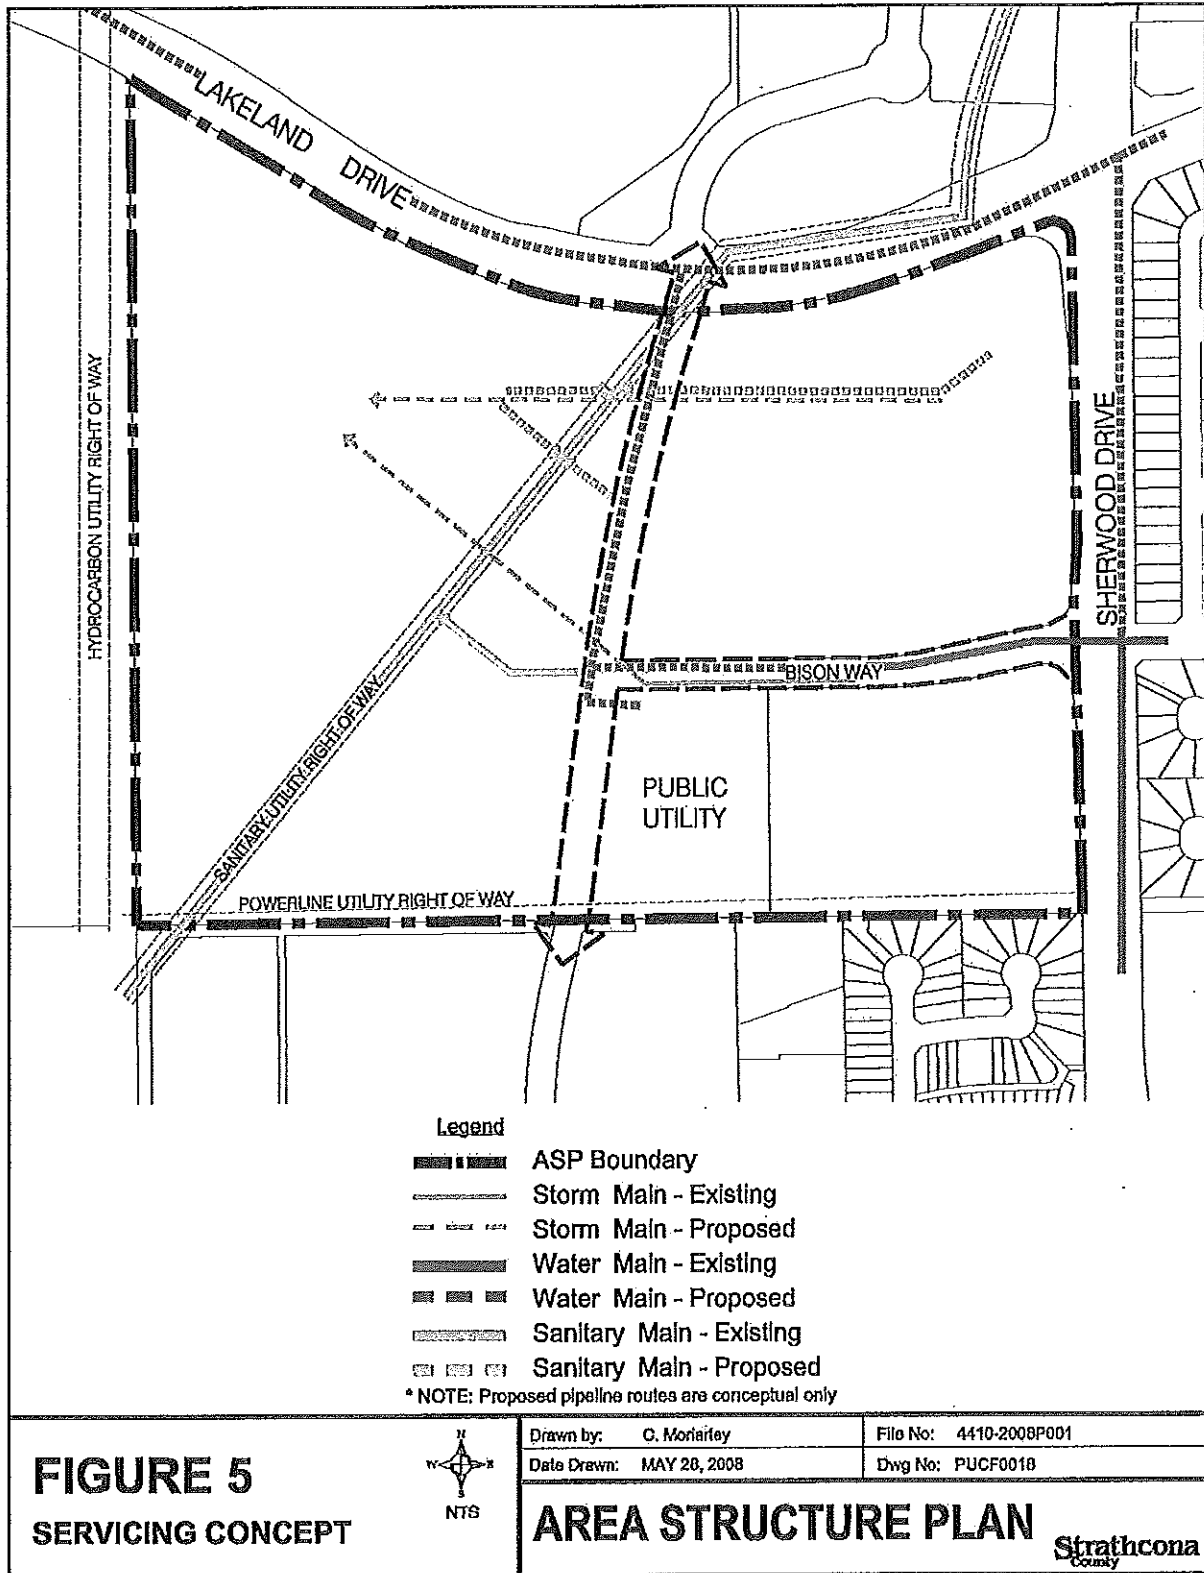 LAKELAND DRIVE
HYDROCARBON UTILITY RIGHT OF WAY
SHERWOOD DRIVE
BISON WAY
SANITARY UTILITY RIGHT OF WAY
PUBLIC
UTILITY
POWERLINE UTILITY RIGHT OF WAY
Legend
ASP Boundary
Storm Main - Existing
Storm Main - Proposed
Water Main - Existing
Water Main - Proposed
Sanitary Main - Existing
Sanitary Main - Proposed
* NOTE: Proposed pipeline routes are conceptual only
FIGURE 5
SERVICING CONCEPT
N
W E
S
NTS
Drawn by: C. Moriarley
File No: 4410-2008P001
Date Drawn: MAY 28, 2008
Dwg No: PUCF0018
AREA STRUCTURE PLAN
Strathcona
County